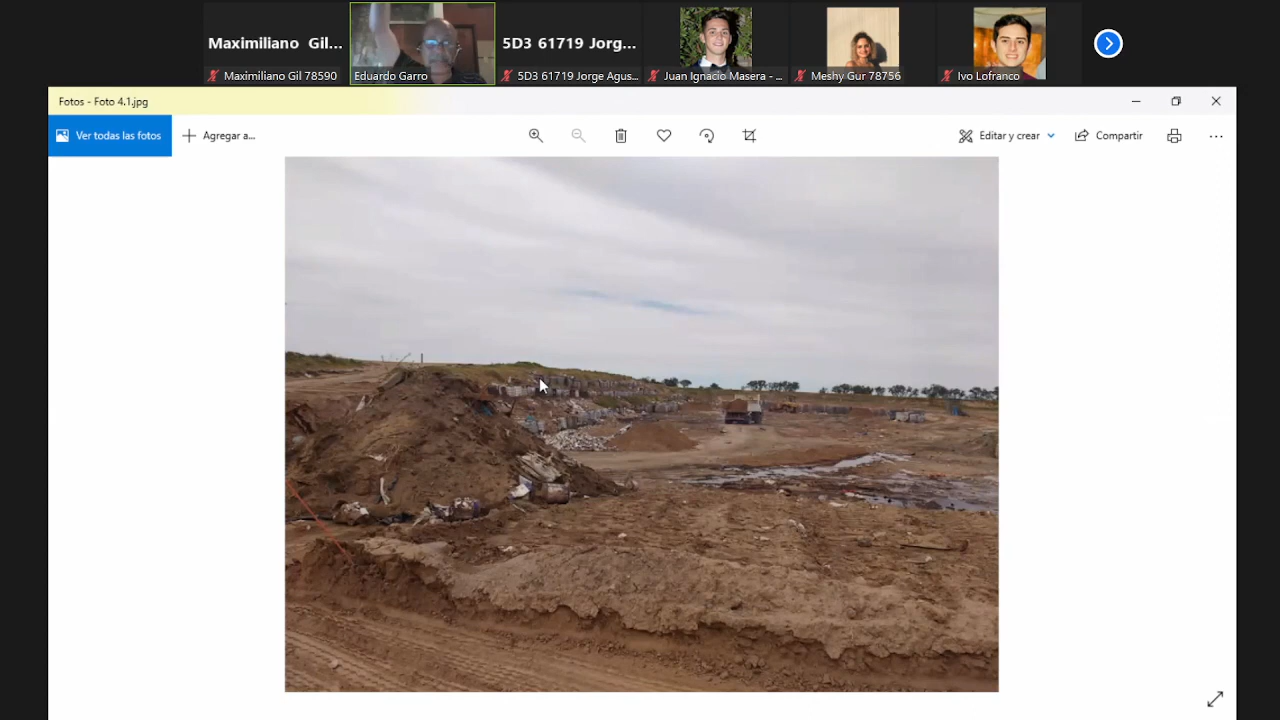 Maximiliano Gil...
5D3 61719 Jorg...
Maximiliano Gil 78590
Eduardo Garro
5D3 61719 Jorge Agus...
Juan Ignacio Masera - ...
Meshy Gur 78756
Ivo Lofranco
Fotos - Foto 4.1.jpg
Ver todas las fotos
Agregar a...
Editar y crear
Compartir